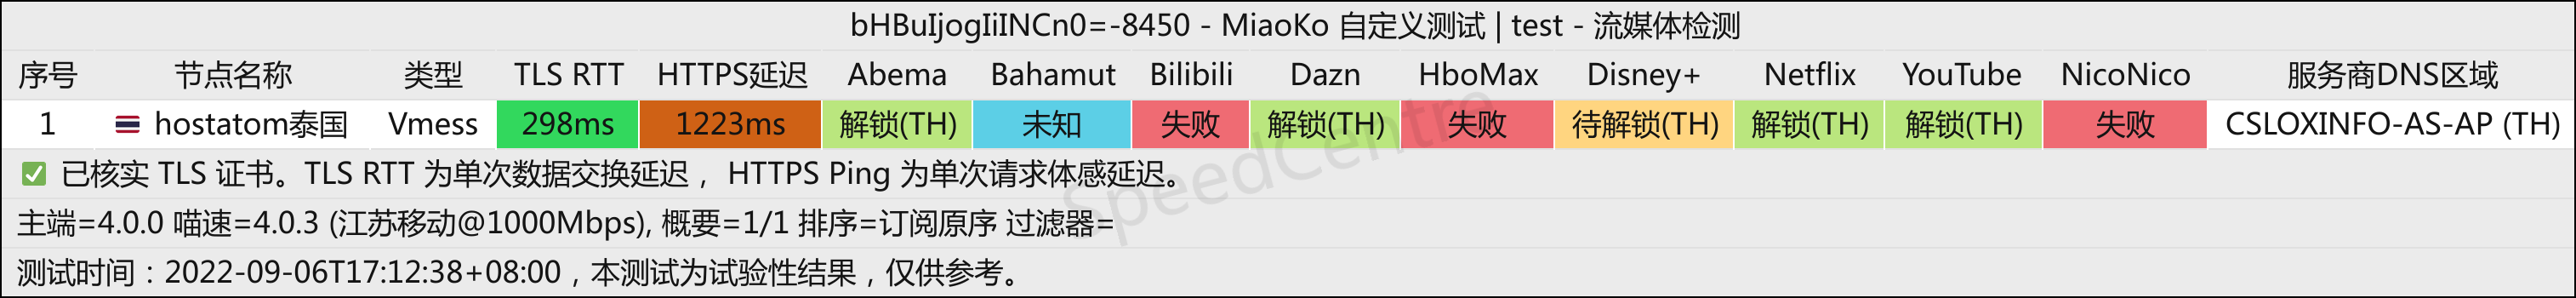 bHBuIjogIiINCn0=-8450 - MiaoKo 自定义测试 | test - 流媒体检测
序号 节点名称 类型 TLS RTT HTTPS延迟 Abema Bahamut Bilibili Dazn HboMax Disney+ Netflix YouTube NicoNico 服务商DNS区域
1 hostatom泰国 Vmess 298ms 1223ms 解锁(TH) 未知 失败 解锁(TH) 失败 待解锁(TH) 解锁(TH) 解锁(TH) 失败 CSLOXINFO-AS-AP (TH)
已核实 TLS 证书。TLS RTT 为单次数据交换延迟， HTTPS Ping 为单次请求体感延迟。
主端=4.0.0 喵速=4.0.3 (江苏移动@1000Mbps), 概要=1/1 排序=订阅原序 过滤器=
测试时间：2022-09-06T17:12:38+08:00，本测试为试验性结果，仅供参考。
SpeedCentre